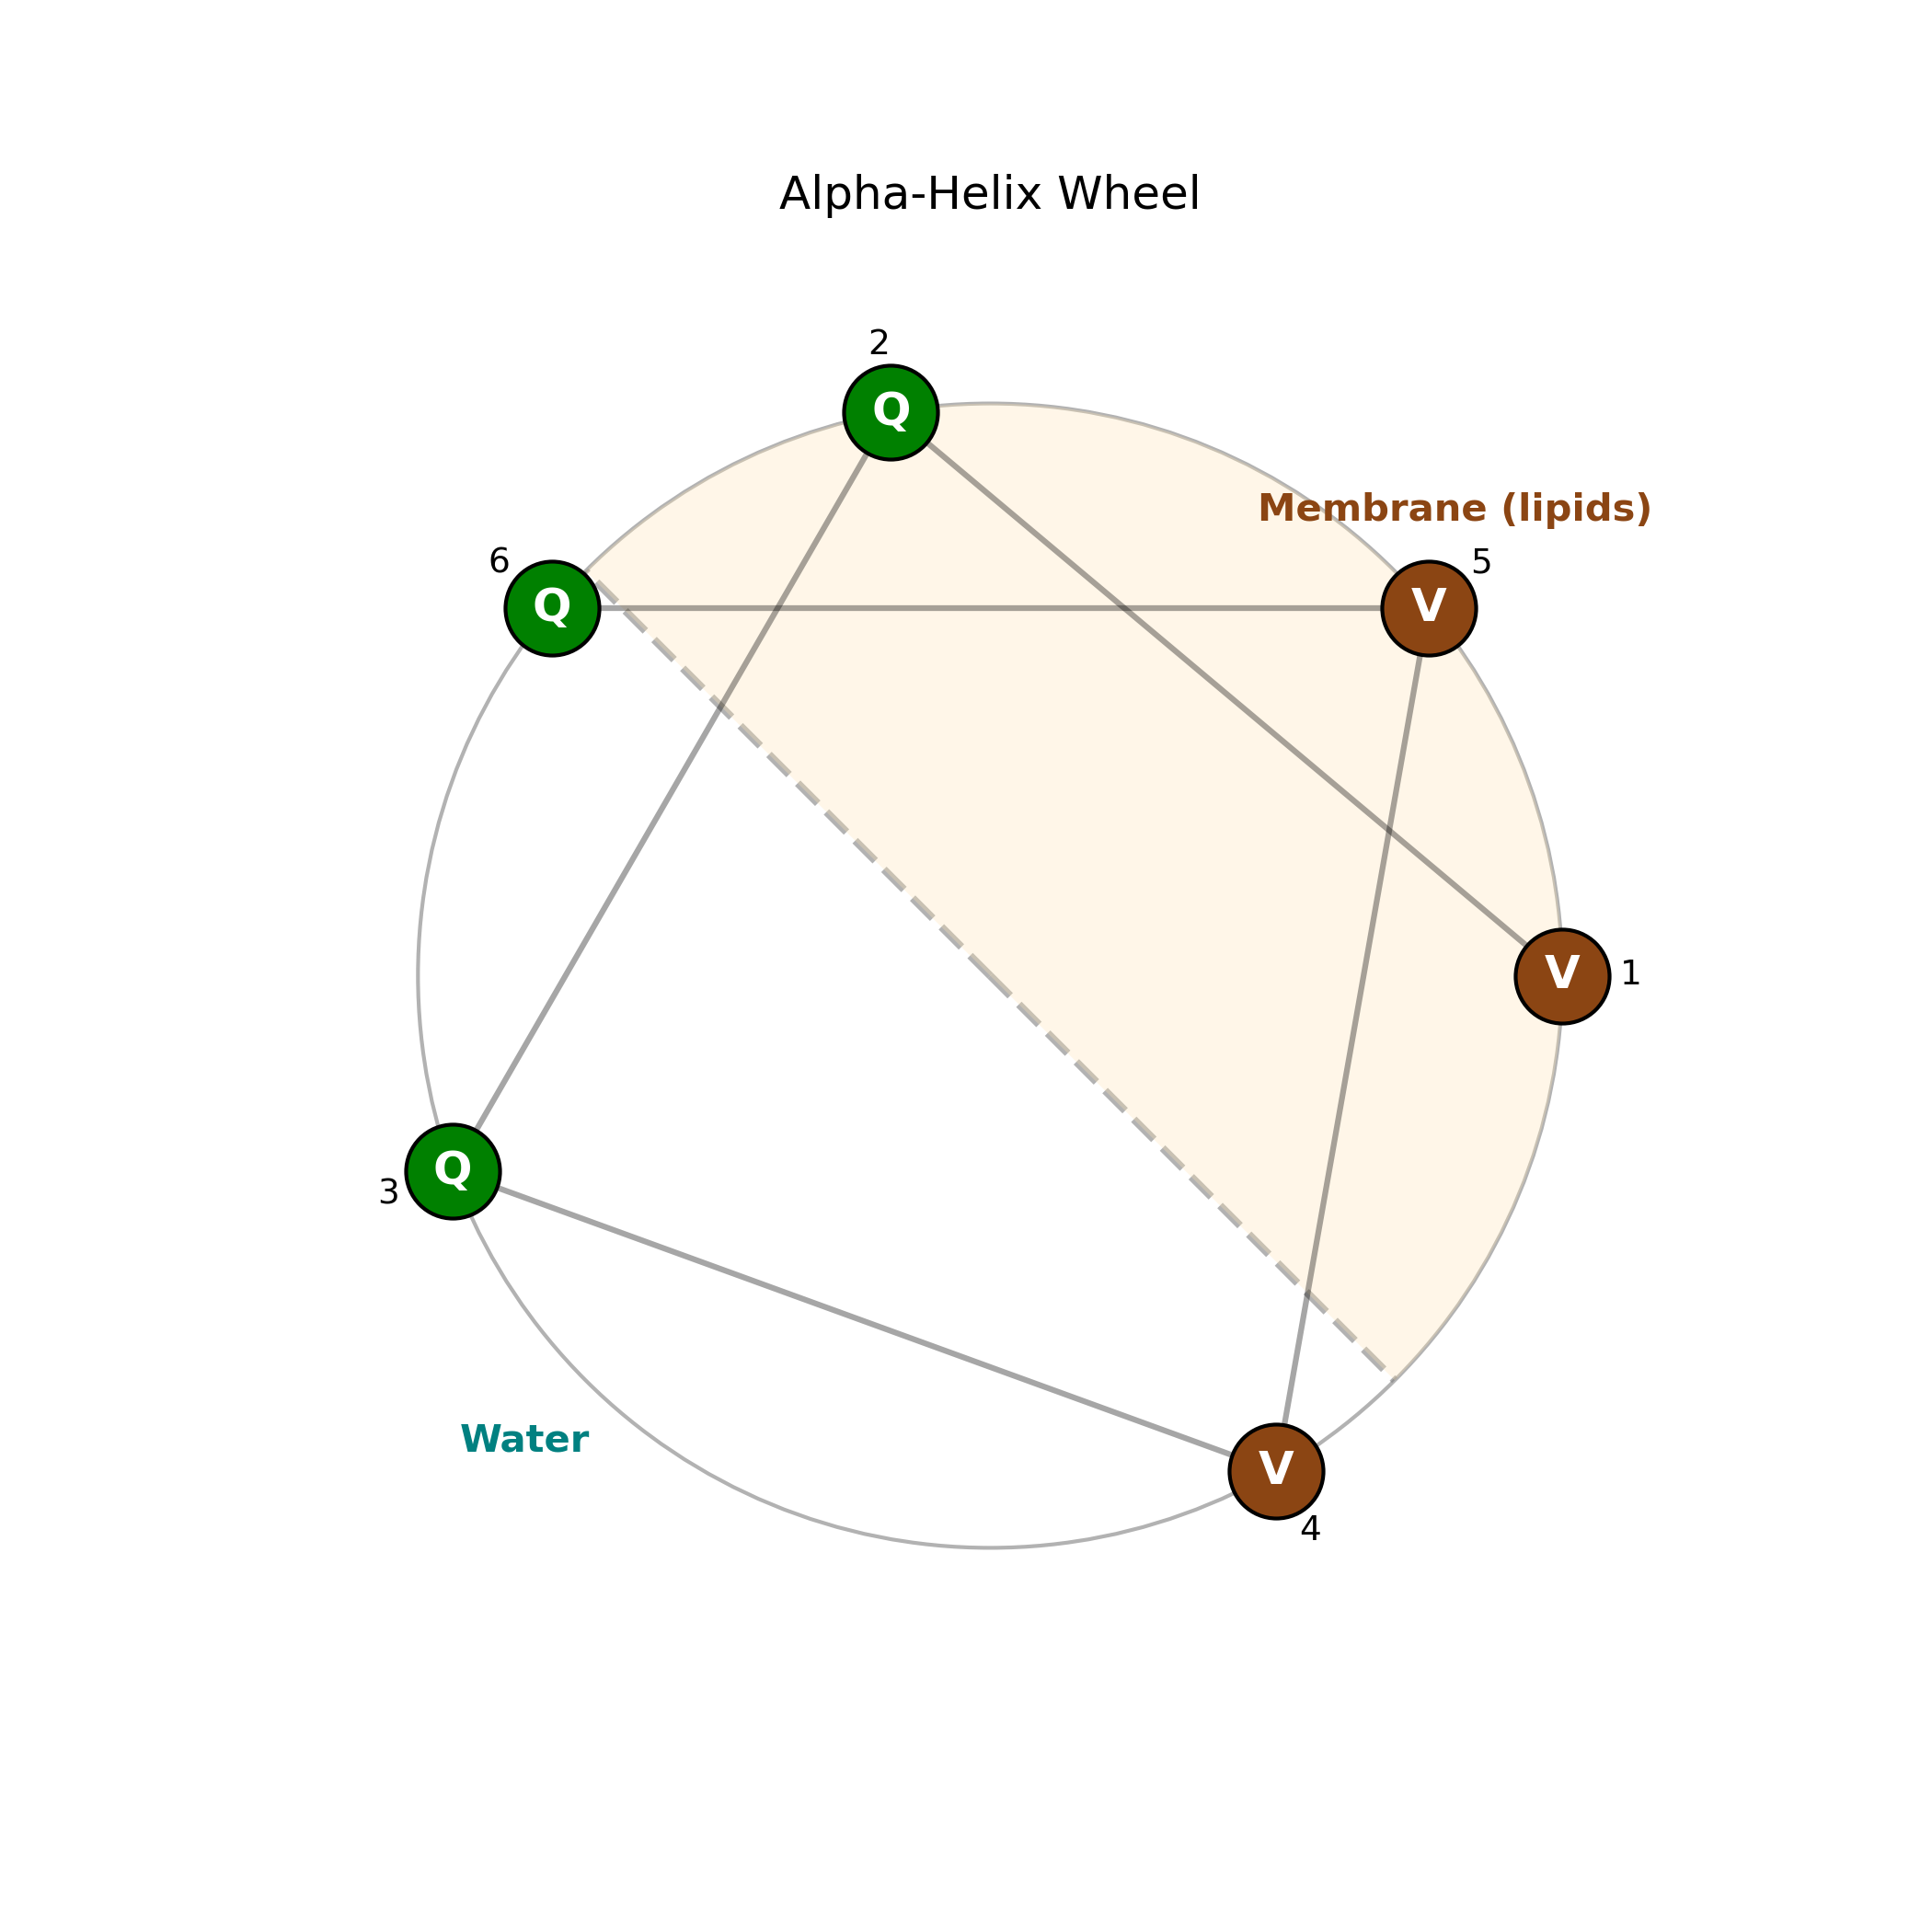 Alpha-Helix Wheel
2
Q
Membrane (lipids)
6
5
Q
V
V
1
Q
3
Water
V
4